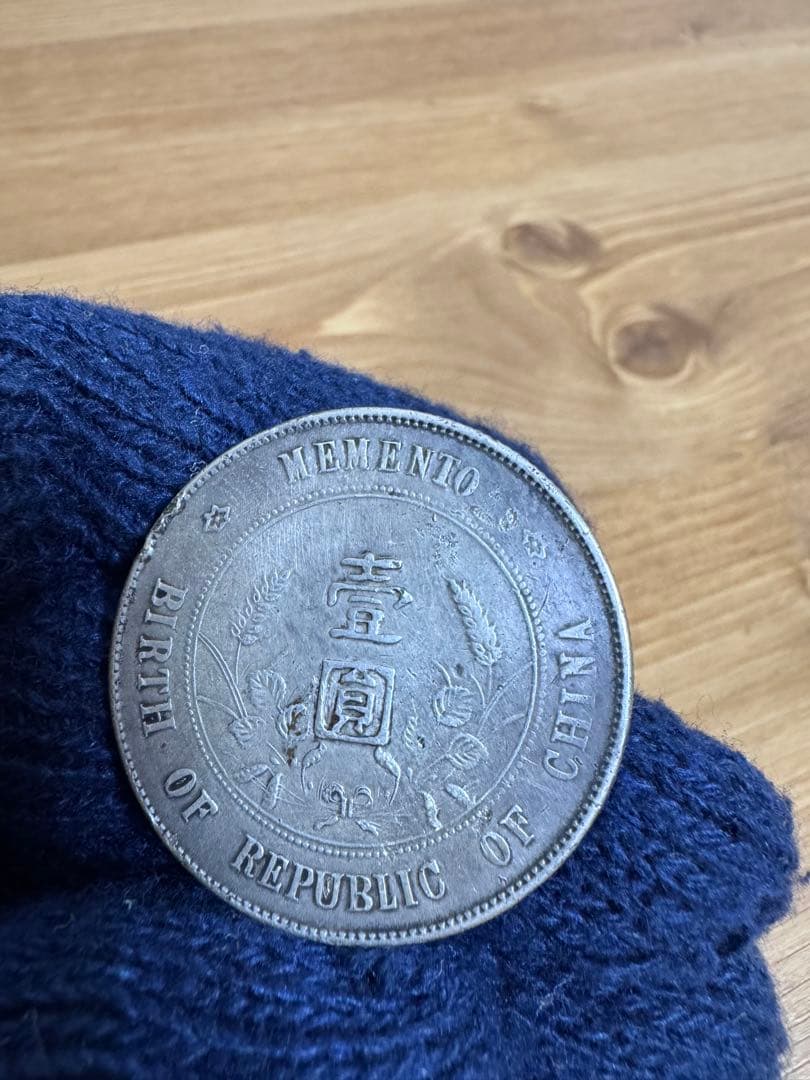 MEMENTO
壹
圓
BIRTH OF REPUBLIC OF CHINA